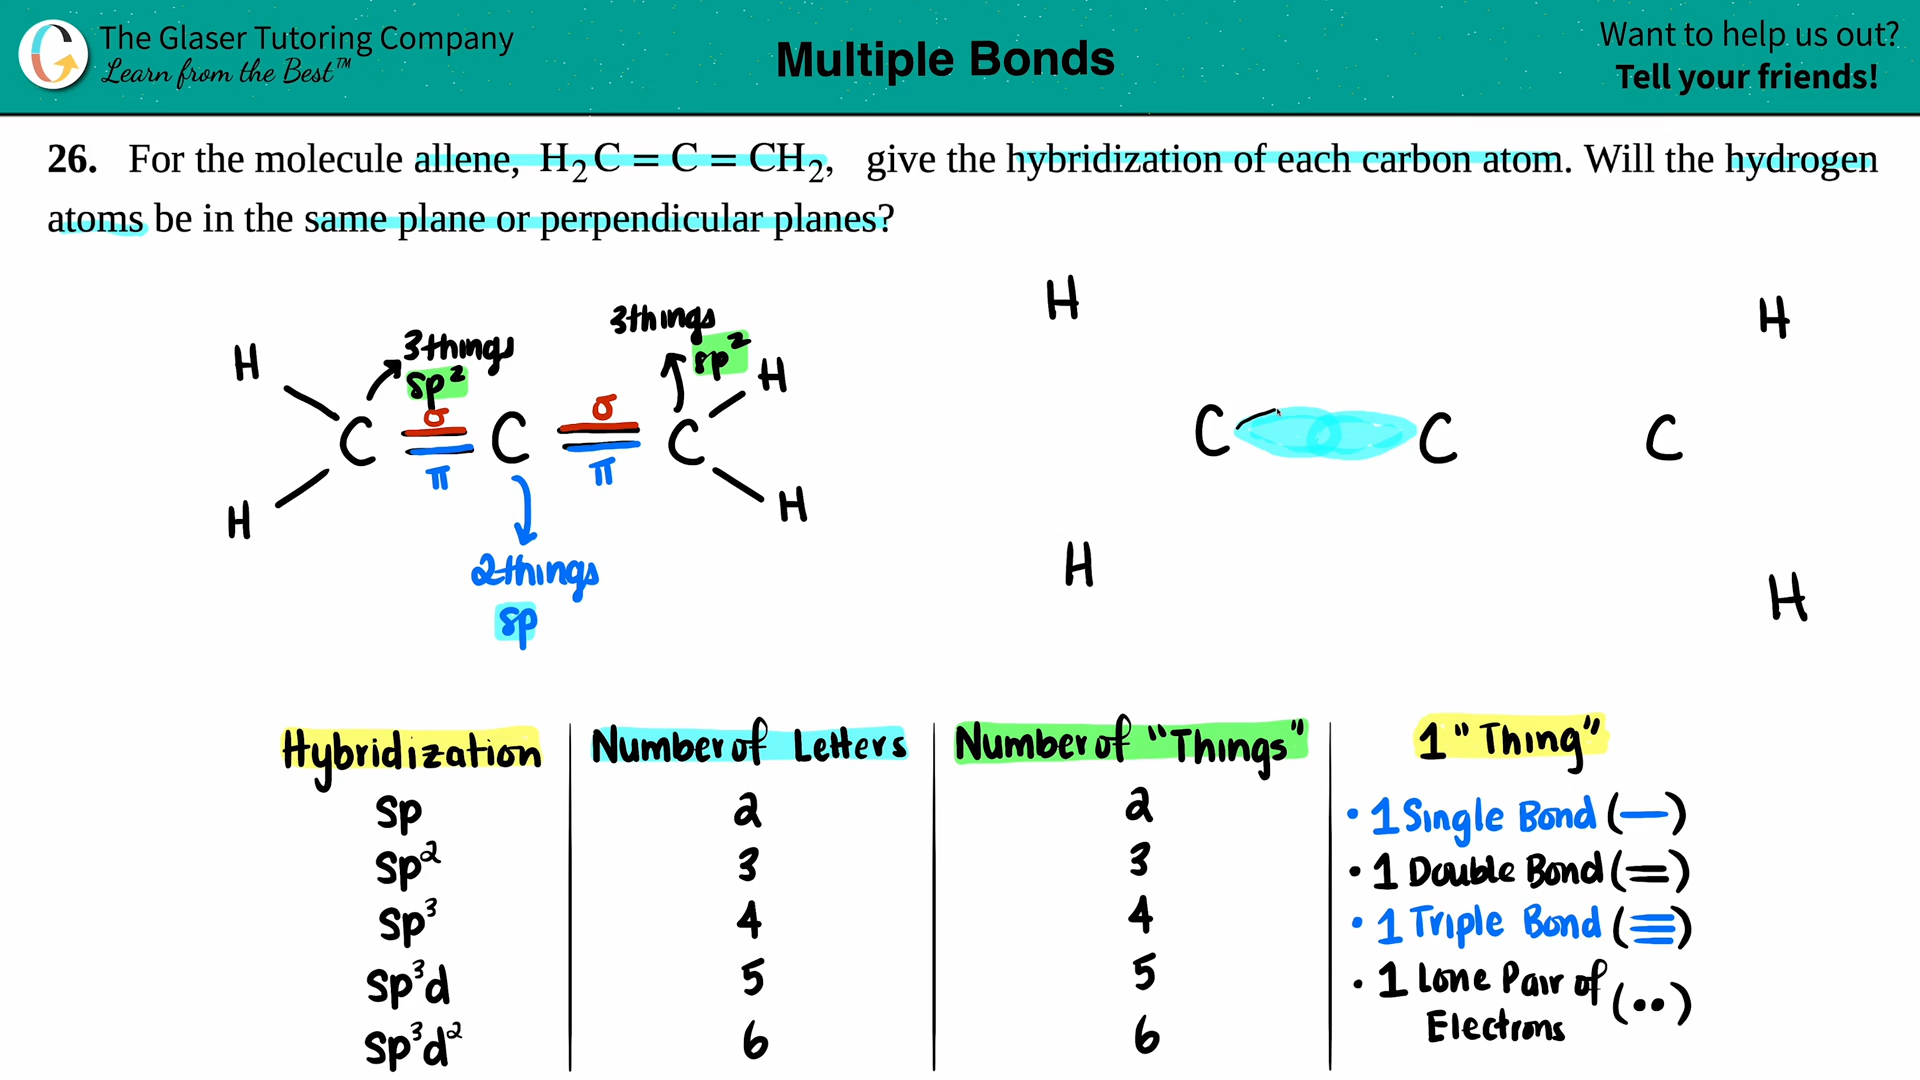 The Glaser Tutoring Company
Learn from the Best™
Multiple Bonds
Want to help us out?
Tell your friends!
26. For the molecule allene, H₂C = C = CH₂, give the hybridization of each carbon atom. Will the hydrogen
atoms be in the same plane or perpendicular planes?
H
3things
sp²
3things
sp²
H
H C σ π C σ π C H
H
2things
sp
H H
C C C
H H
Hybridization Number of Letters Number of "Things" 1 "Thing"
Sp 2 2 • 1 Single Bond (—)
Sp² 3 3 • 1 Double Bond (=)
Sp³ 4 4 • 1 Triple Bond (≡)
Sp³d 5 5 • 1 Lone Pair of
Electrons (••)
Sp³d² 6 6